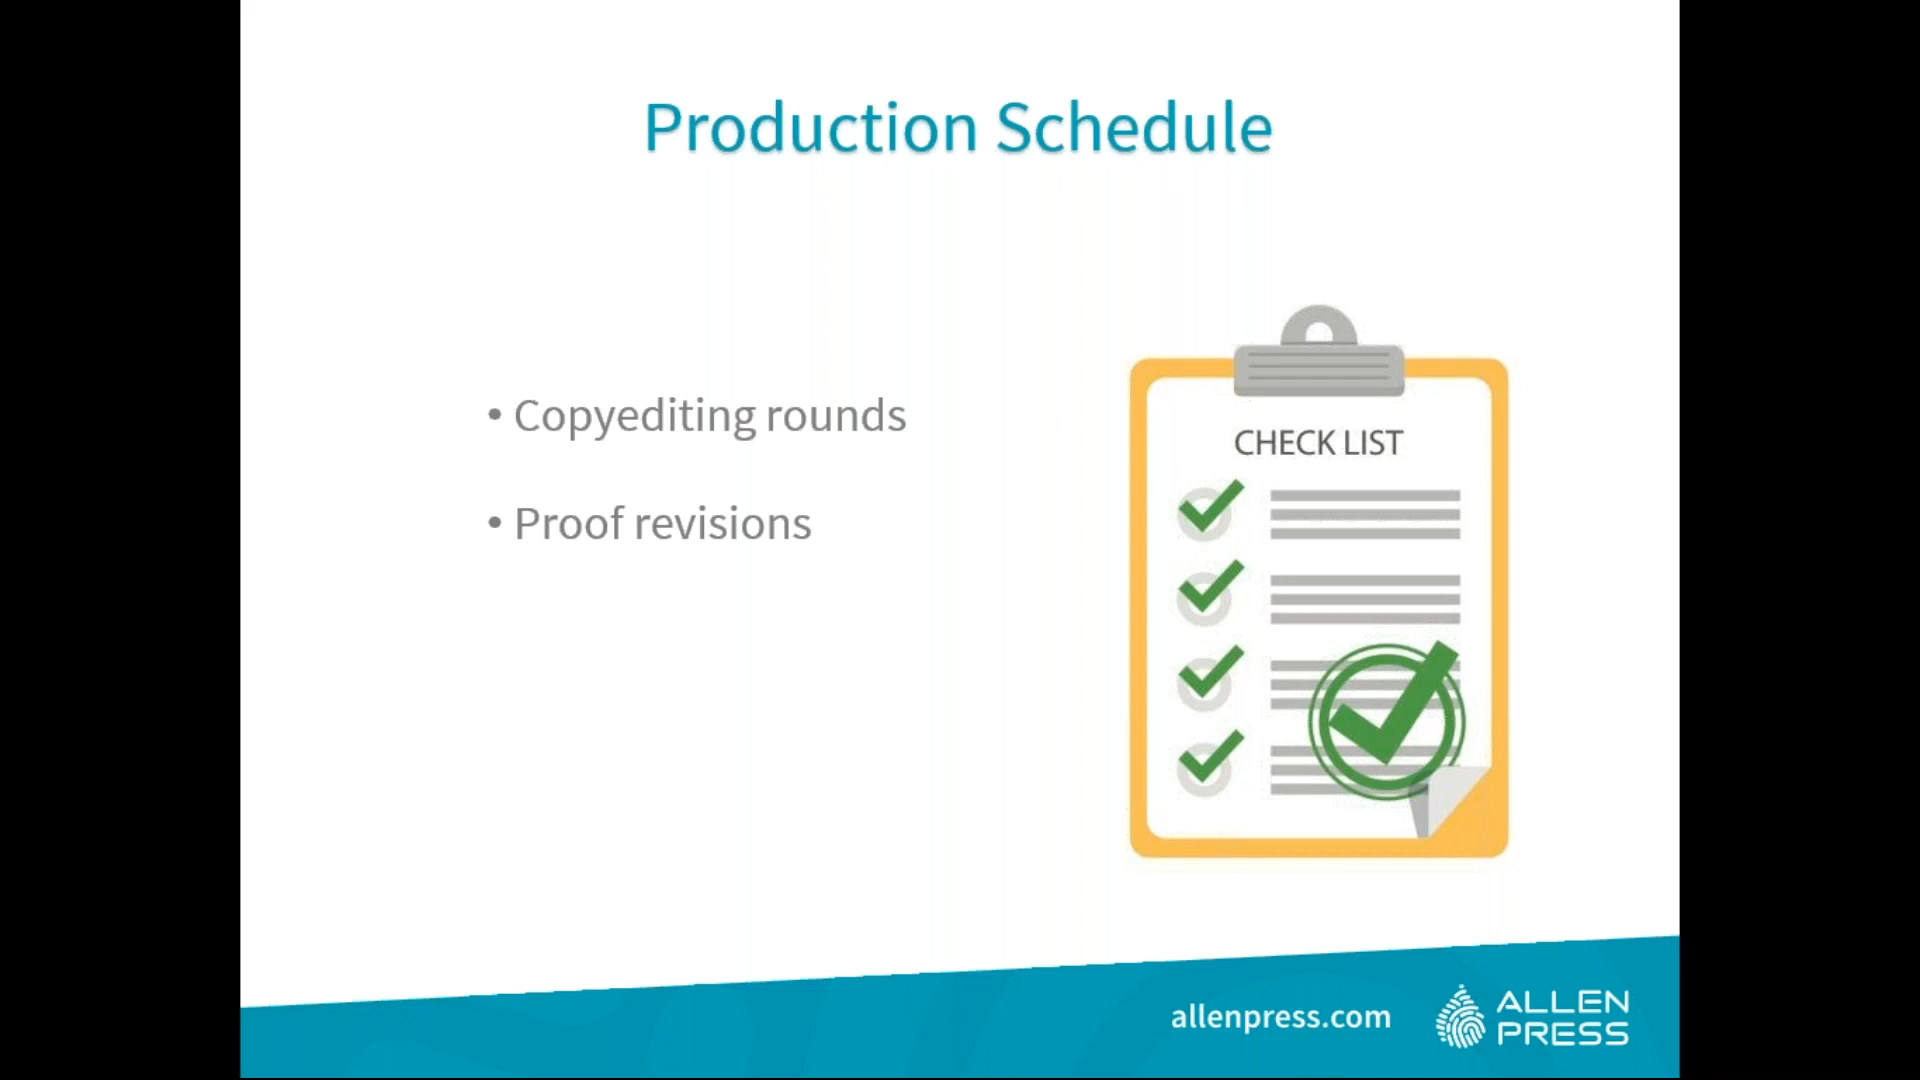 Production Schedule
• Copyediting rounds
• Proof revisions
CHECK LIST
allenpress.com
ALLEN
PRESS